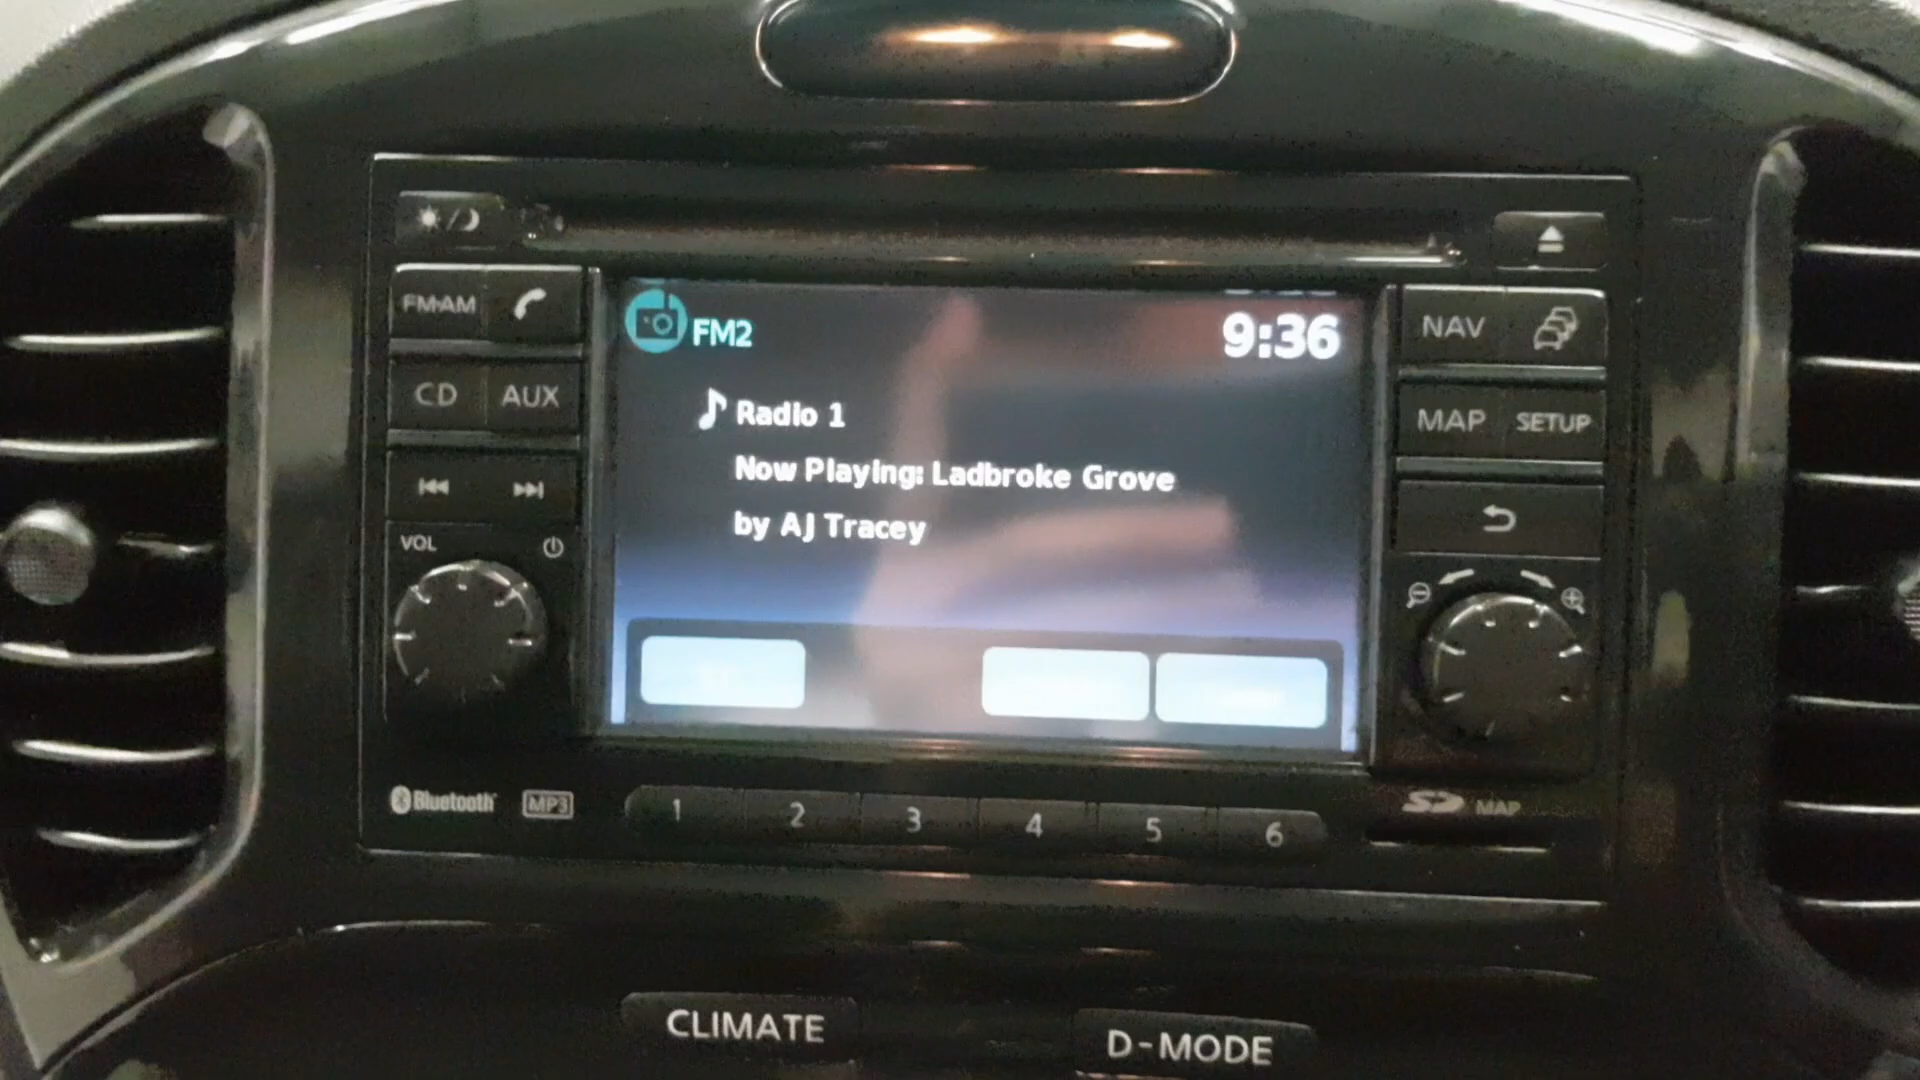 FM·AM
CD
AUX
VOL
FM2
9:36
Radio 1
Now Playing: Ladbroke Grove
by AJ Tracey
NAV
MAP
SETUP
Bluetooth
MP3
1
2
3
4
5
6
SD MAP
CLIMATE
D-MODE